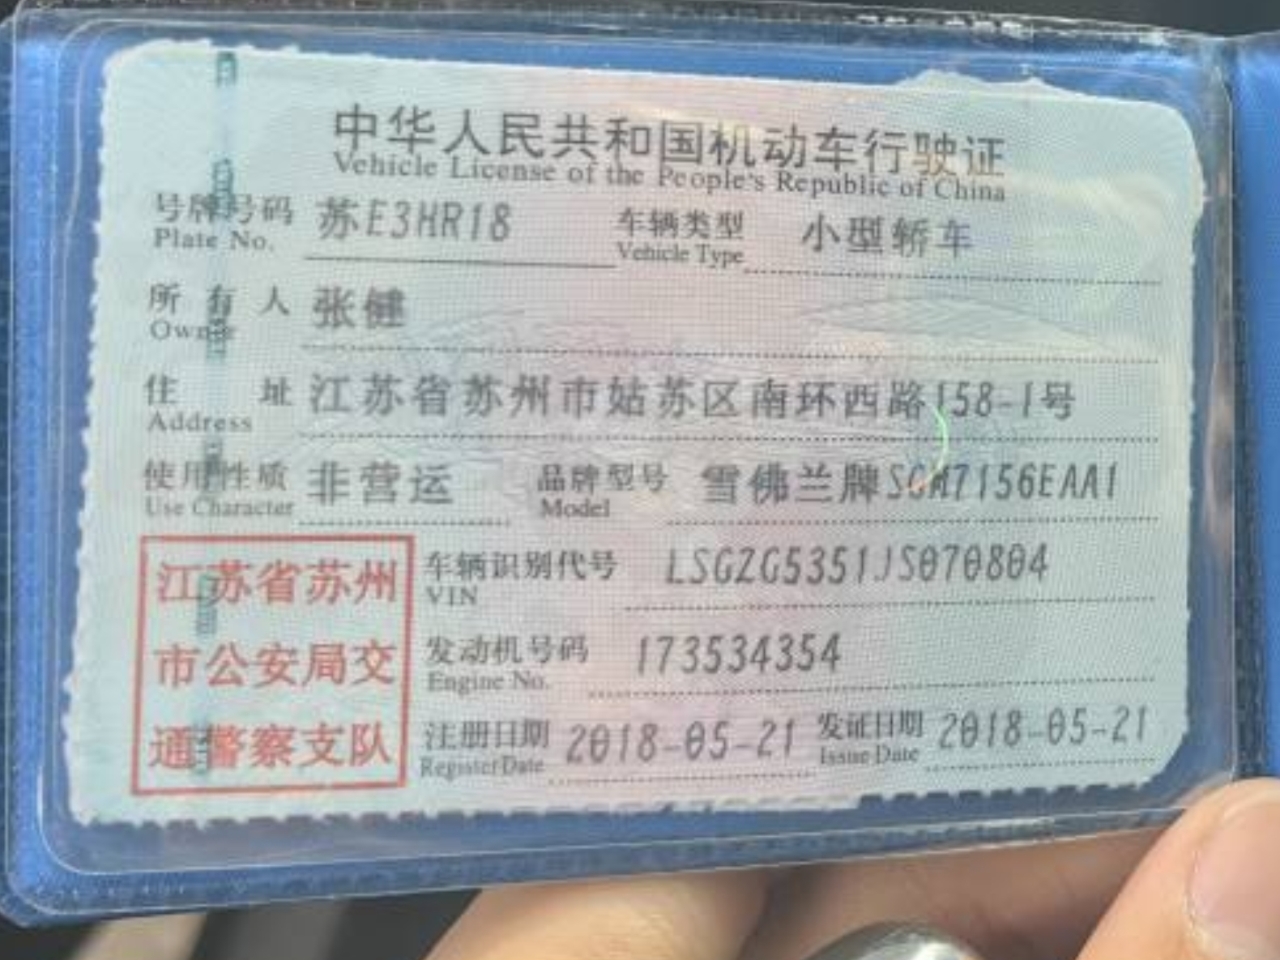 中华人民共和国机动车行驶证
Vehicle License of the People's Republic of China
号牌号码 苏E3HR18 车辆类型 小型轿车
Plate No. Vehicle Type
所有人 张健
Owner
住址 江苏省苏州市姑苏区南环西路158-1号
Address
使用性质 非营运 品牌型号 雪佛兰牌SGM7156EAA1
Use Character Model
江苏省苏州
市公安局交
通警察支队
车辆识别代号 LSGZG5351JS070804
VIN
发动机号码 173534354
Engine No.
注册日期 2018-05-21 发证日期 2018-05-21
Register Date Issue Date